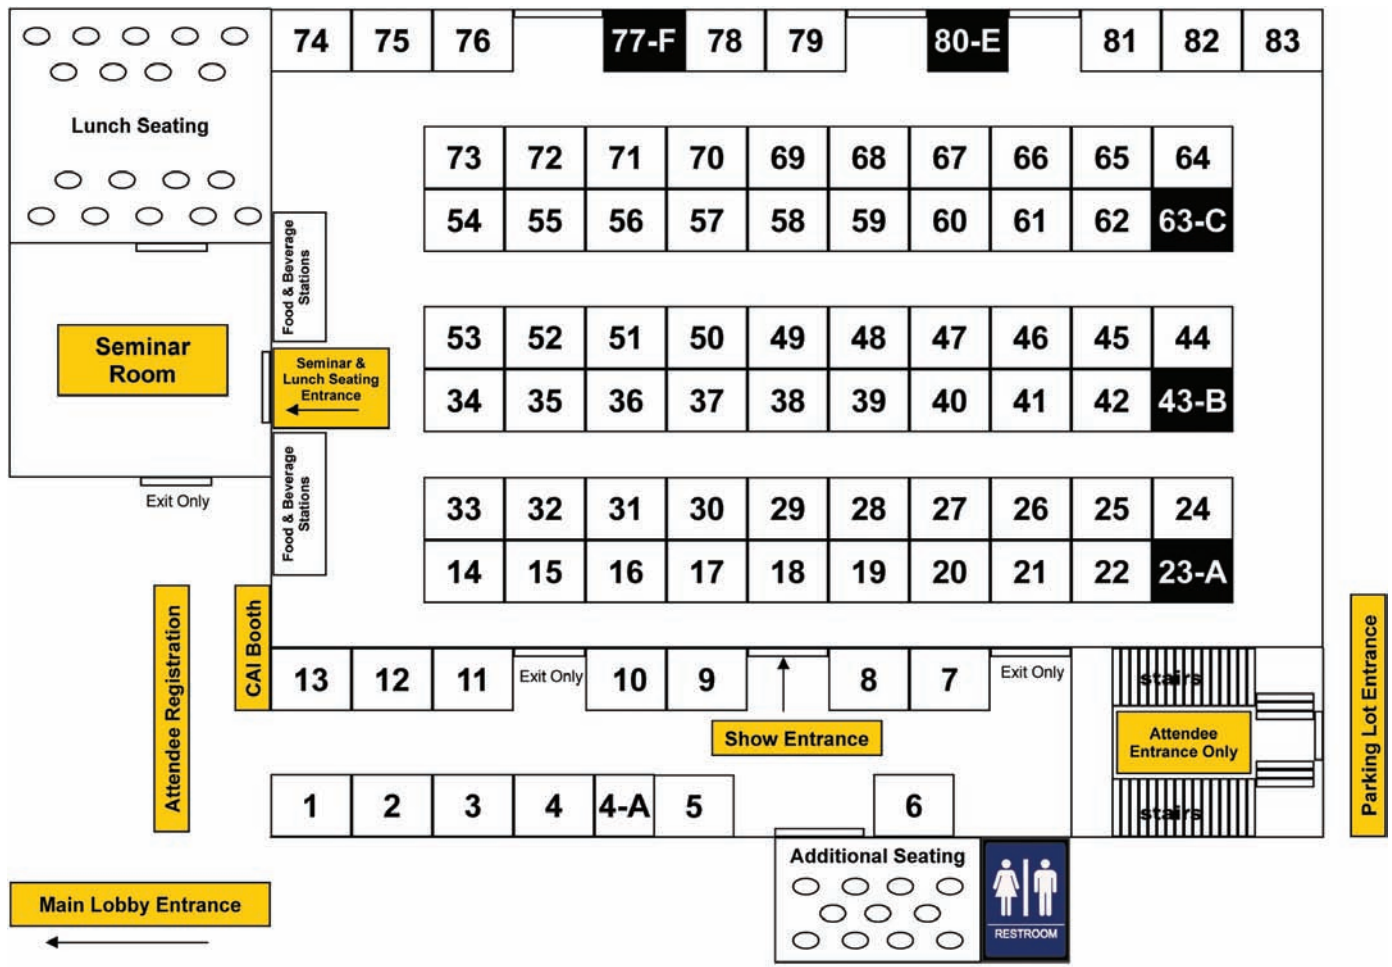 74 75 76 77-F 78 79 80-E 81 82 83
Lunch Seating
73 72 71 70 69 68 67 66 65 64
54 55 56 57 58 59 60 61 62 63-C
Food & Beverage
Stations
53 52 51 50 49 48 47 46 45 44
34 35 36 37 38 39 40 41 42 43-B
Seminar
Room
Seminar &
Lunch Seating
Entrance
Exit Only
Food & Beverage
Stations
33 32 31 30 29 28 27 26 25 24
14 15 16 17 18 19 20 21 22 23-A
Attendee Registration
CAI Booth
13 12 11 Exit Only 10 9 8 7 Exit Only
stairs
Show Entrance
Attendee
Entrance Only
Parking Lot Entrance
1 2 3 4 4-A 5 6
stairs
Additional Seating
RESTROOM
Main Lobby Entrance